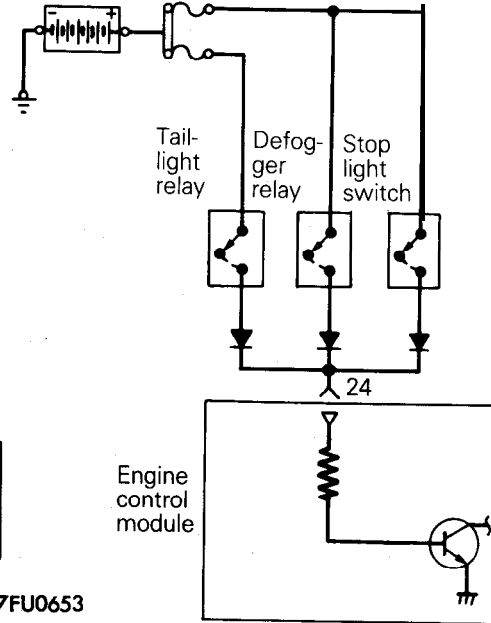 - +
Tail-
light
relay
Defog-
ger
relay
Stop
light
switch
24
Engine
control
module
7FU0653